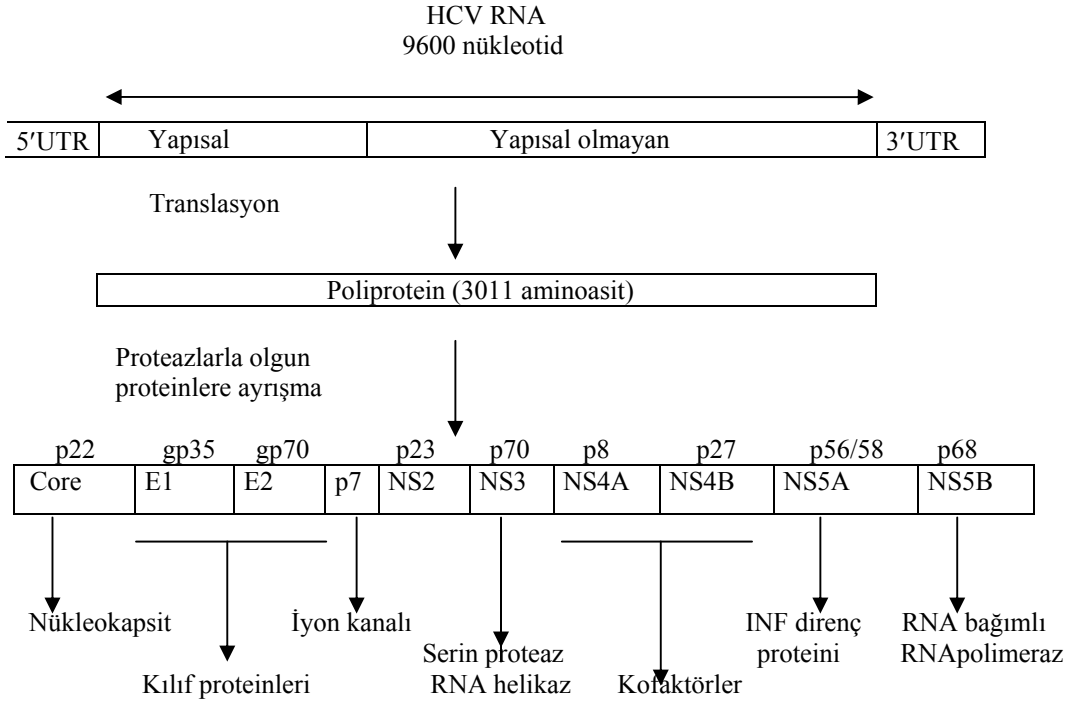 HCV RNA
9600 nükleotid
5′UTR Yapısal Yapısal olmayan 3′UTR
Translasyon
Poliprotein (3011 aminoasit)
Proteazlarla olgun
proteinlere ayrışma
p22 gp35 gp70 p23 p70 p8 p27 p56/58 p68
Core E1 E2 p7 NS2 NS3 NS4A NS4B NS5A NS5B
Nükleokapsit İyon kanalı INF direnç RNA bağımlı
proteini RNApolimeraz
Serin proteaz
RNA helikaz
Kılıf proteinleri Kofaktörler